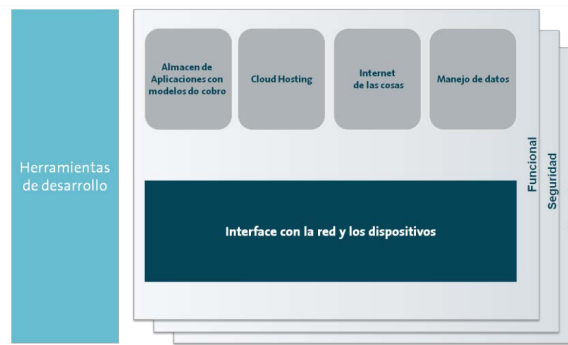 Herramientas
de desarrollo
Almacen de
Aplicaciones con
modelos do cobro
Cloud Hosting
Internet
de las cosas
Manejo de datos
Interface con la red y los dispositivos
Funcional
Seguridad